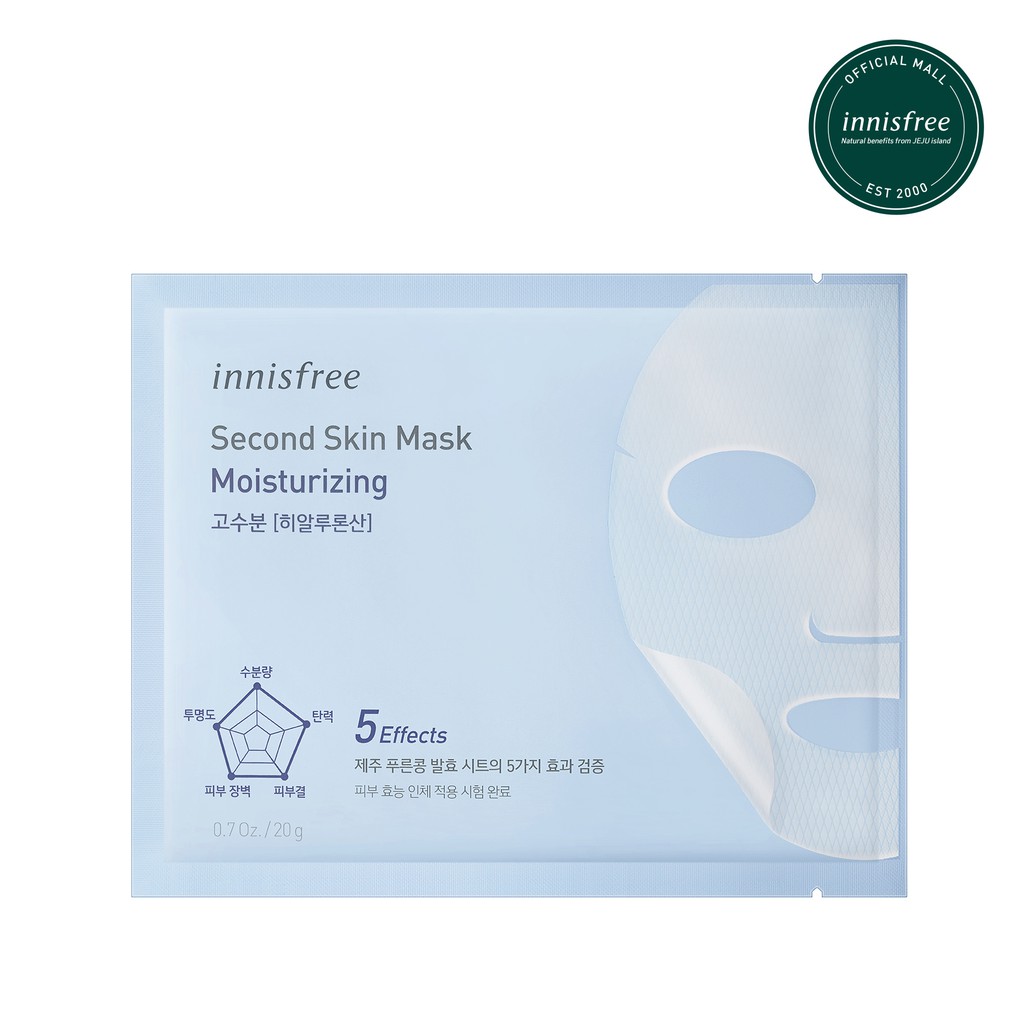 OFFICIAL MALL
innisfree
Natural benefits from JEJU island
EST 2000
innisfree
Second Skin Mask
Moisturizing
고수분 [히알루론산]
수분량
투명도
탄력
피부 장벽
피부결
5 Effects
제주 푸른콩 발효 시트의 5가지 효과 검증
피부 효능 인체 적용 시험 완료
0.7 Oz. / 20 g